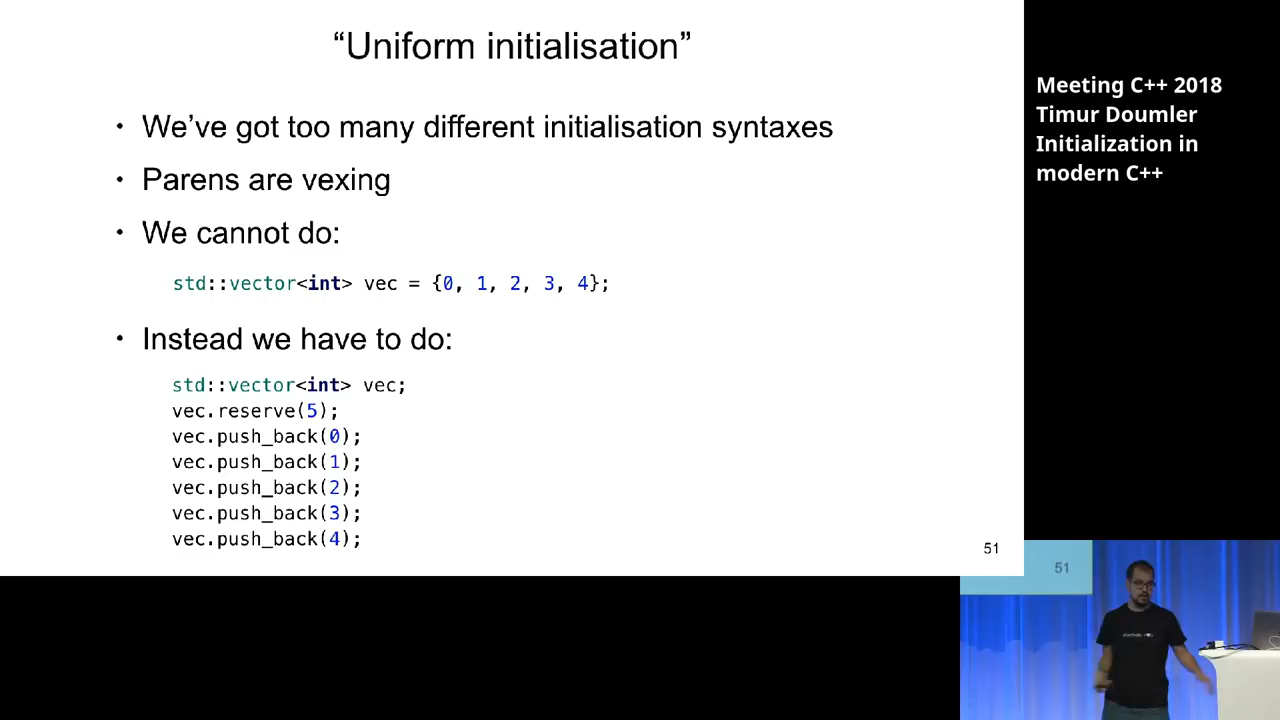 “Uniform initialisation”
• We’ve got too many different initialisation syntaxes
• Parens are vexing
• We cannot do:
std::vector<int> vec = {0, 1, 2, 3, 4};
• Instead we have to do:
std::vector<int> vec;
vec.reserve(5);
vec.push_back(0);
vec.push_back(1);
vec.push_back(2);
vec.push_back(3);
vec.push_back(4);
51
Meeting C++ 2018
Timur Doumler
Initialization in
modern C++
51